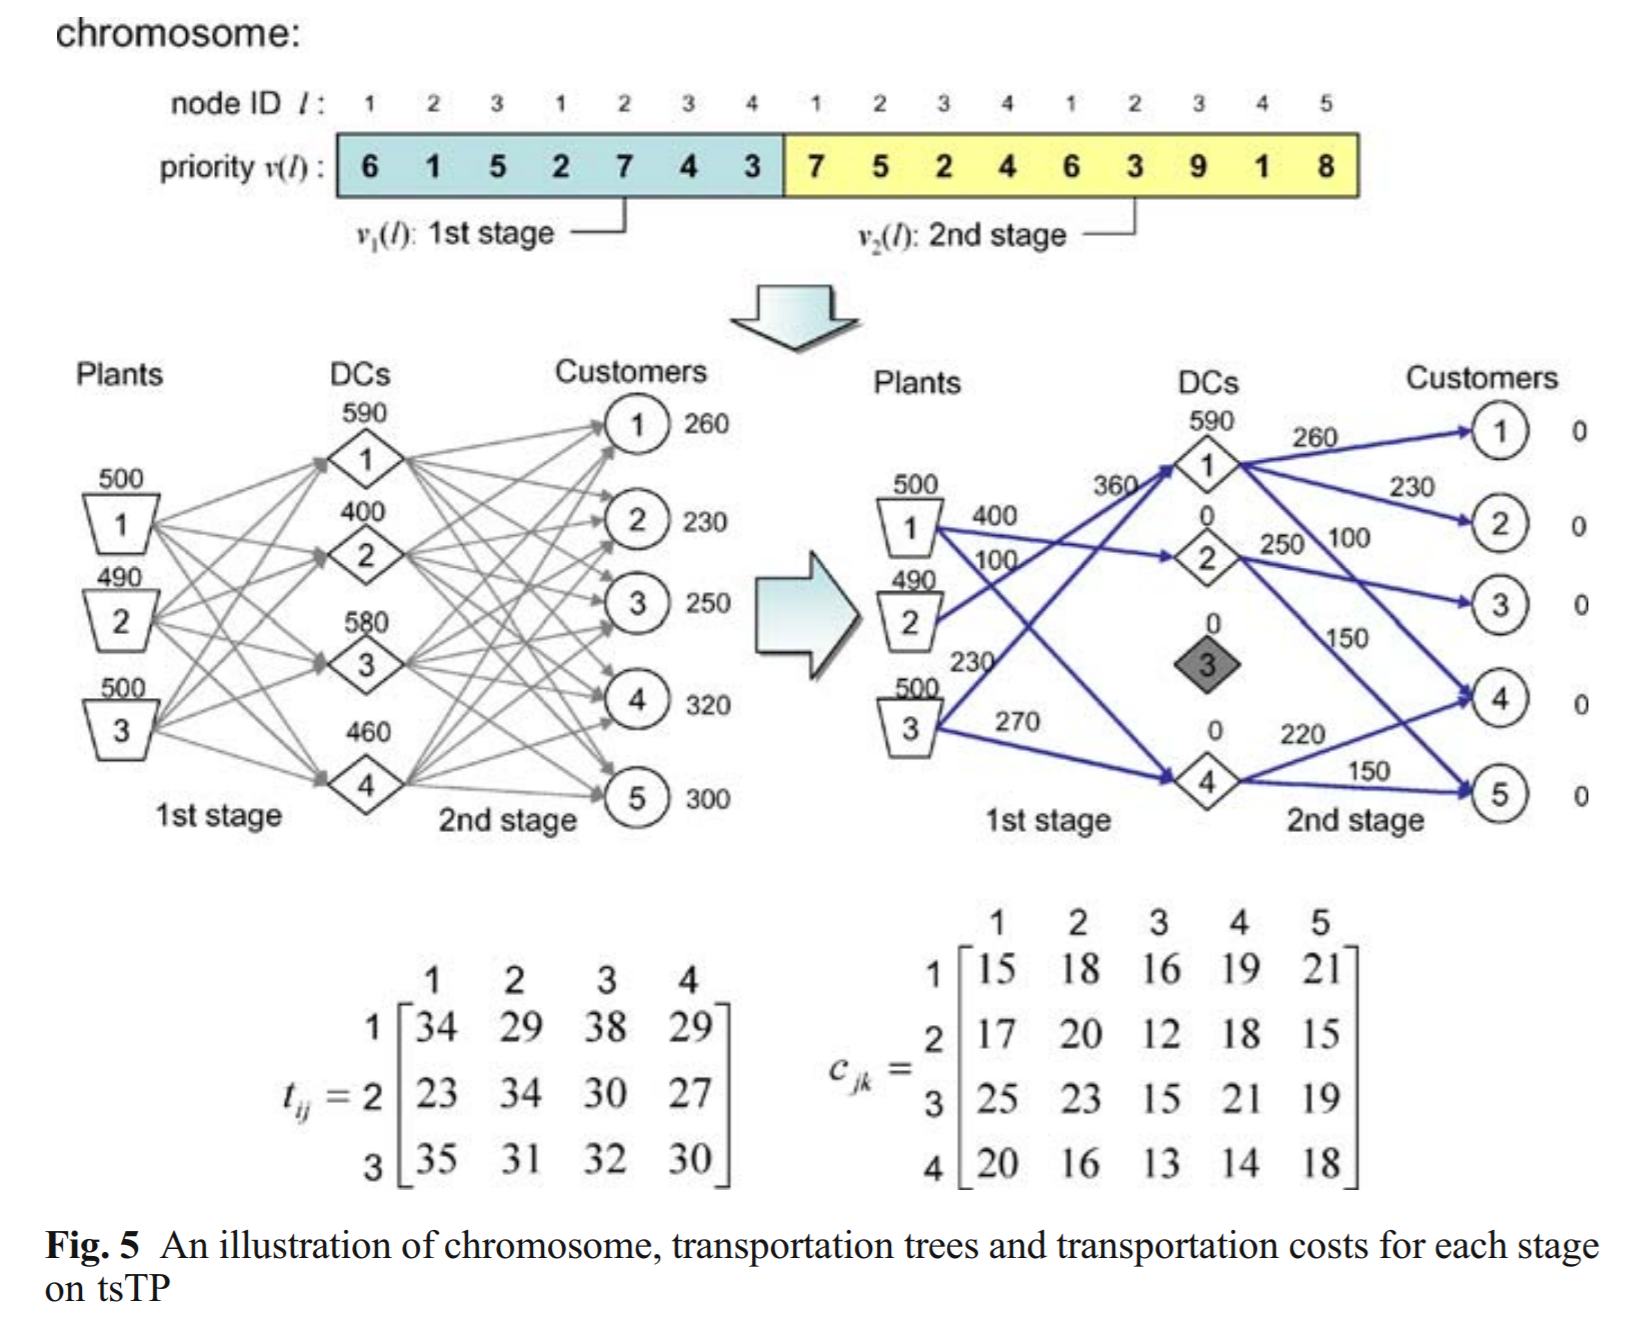 chromosome:
node ID l : 1 2 3 1 2 3 4 1 2 3 4 1 2 3 4 5
priority v(l) : 6 1 5 2 7 4 3 7 5 2 4 6 3 9 1 8
v₁(l): 1st stage
v₂(l): 2nd stage
Plants DCs Customers
590
1 260
1
400
500
1
2 230
2
490
2
3 250
580
3
500
3
4 320
460
4
5 300
1st stage
2nd stage
Plants DCs Customers
590
260
1 0
1
360
230
500
400
1
0
2 0
2
250 100
100
490
2
3 0
0
150
3
230
500
3
270
4 0
0
220
4
150
5 0
1st stage
2nd stage
1 2 3 4
1 34 29 38 29
tij = 2 23 34 30 27
3 35 31 32 30
1 2 3 4 5
1 15 18 16 19 21
2 17 20 12 18 15
cjk =
3 25 23 15 21 19
4 20 16 13 14 18
Fig. 5 An illustration of chromosome, transportation trees and transportation costs for each stage
on tsTP